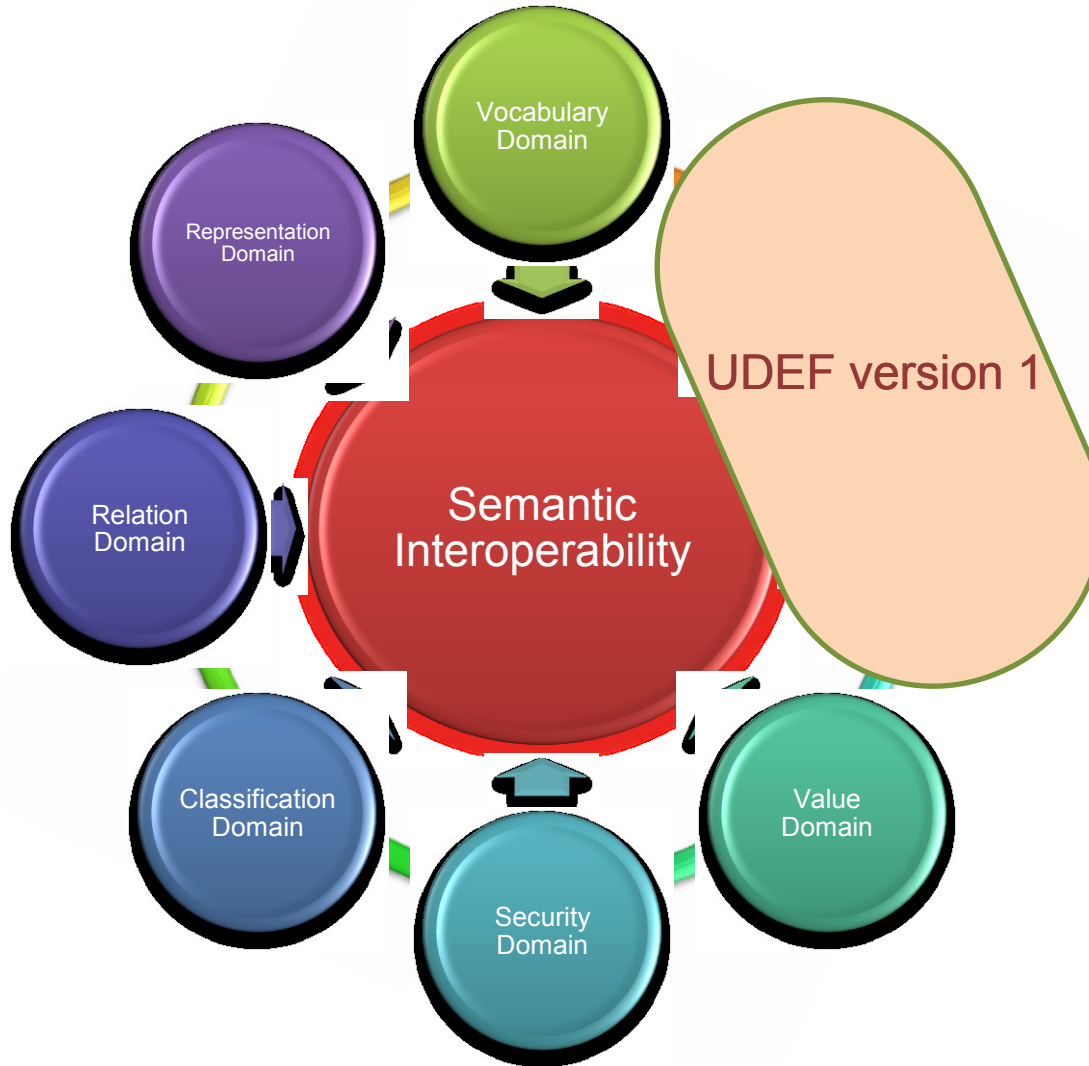 Vocabulary
Domain
Representation
Domain
UDEF version 1
Relation
Domain
Semantic
Interoperability
Classification
Domain
Value
Domain
Security
Domain